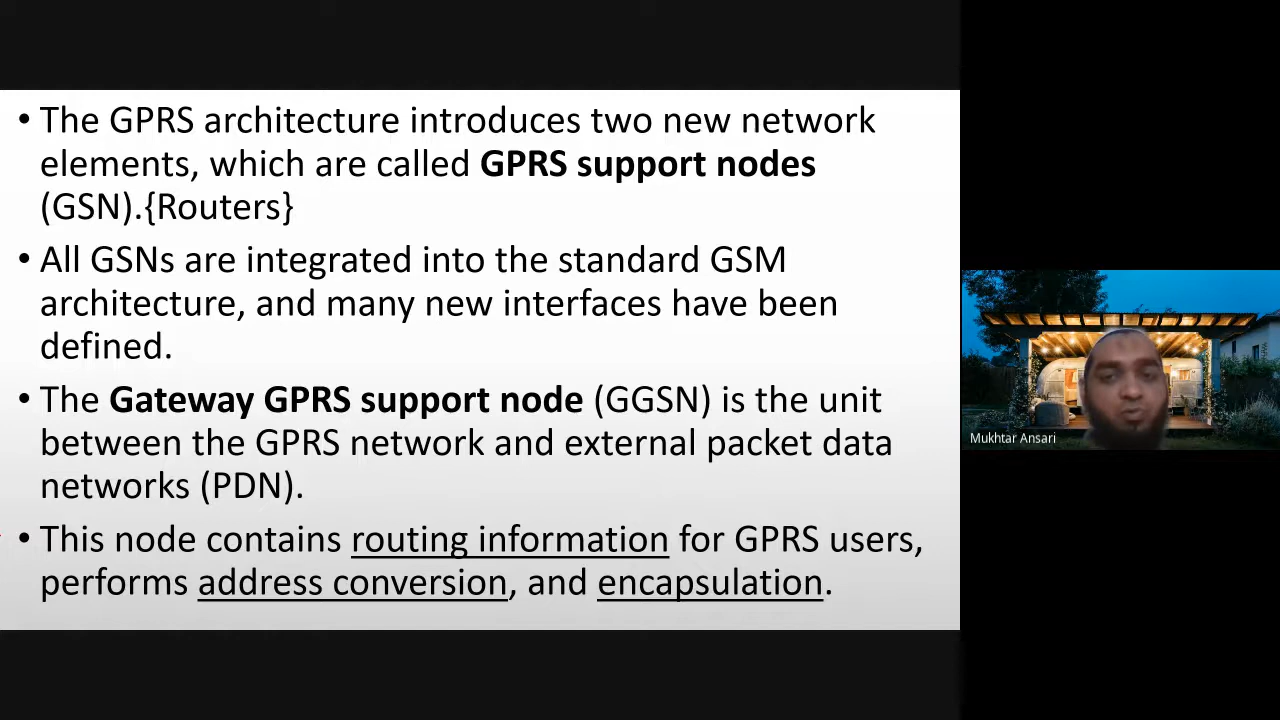 • The GPRS architecture introduces two new network
elements, which are called GPRS support nodes
(GSN).{Routers}
• All GSNs are integrated into the standard GSM
architecture, and many new interfaces have been
defined.
• The Gateway GPRS support node (GGSN) is the unit
between the GPRS network and external packet data
networks (PDN).
• This node contains routing information for GPRS users,
performs address conversion, and encapsulation.
Mukhtar Ansari